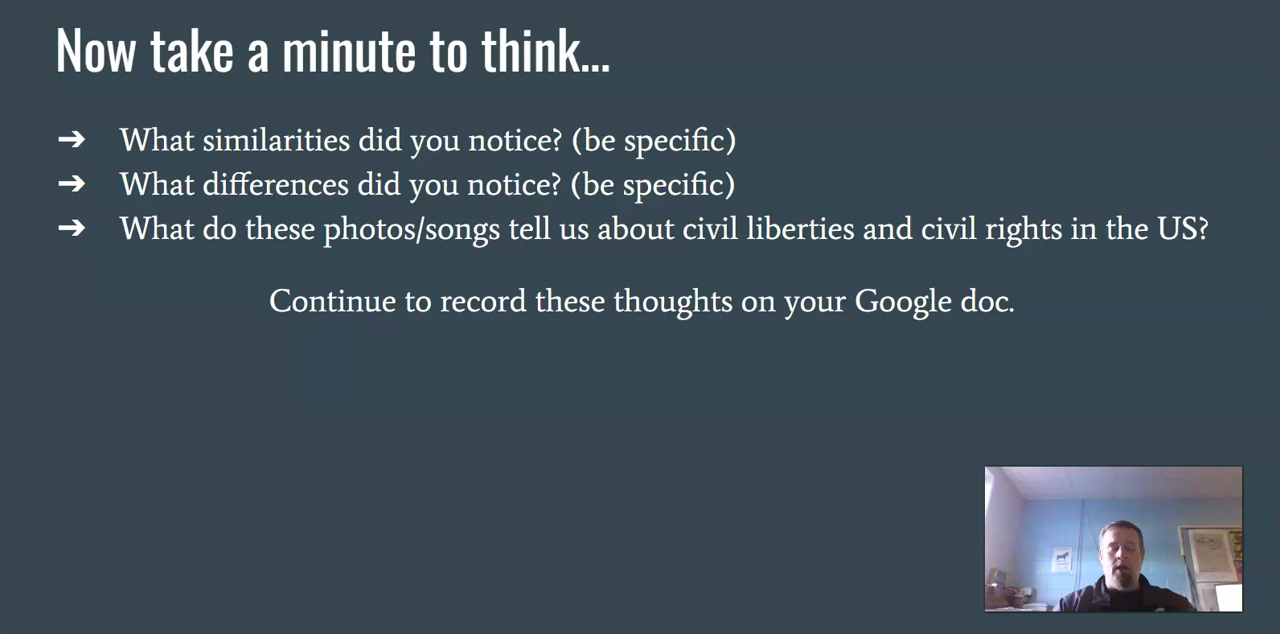 Now take a minute to think...
➔ What similarities did you notice? (be specific)
➔ What differences did you notice? (be specific)
➔ What do these photos/songs tell us about civil liberties and civil rights in the US?
Continue to record these thoughts on your Google doc.